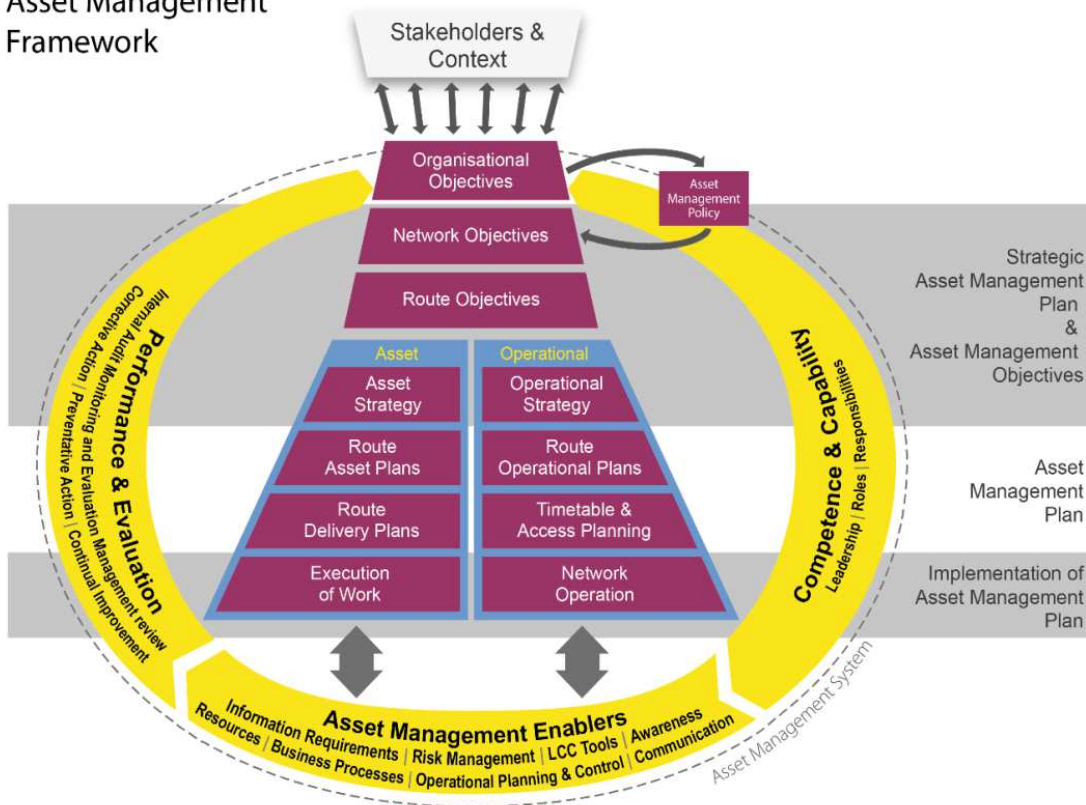 Asset Management
Framework
Stakeholders &
Context
Organisational
Objectives
Asset
Management
Policy
Network Objectives
Route Objectives
Asset
Operational
Asset
Strategy
Operational
Strategy
Route
Asset Plans
Route
Operational Plans
Route
Delivery Plans
Timetable &
Access Planning
Execution
of Work
Network
Operation
Strategic
Asset Management
Plan
&
Asset Management
Objectives
Asset
Management
Plan
Implementation of
Asset Management
Plan
Performance & Evaluation
Internal Audit Monitoring and Evaluation Management review
Corrective Action | Preventative Action | Continual Improvement
Competence & Capability
Leadership | Roles | Responsibilities
Asset Management Enablers
Information Requirements | Risk Management | LCC Tools | Awareness
Resources | Business Processes | Operational Planning & Control | Communication
Asset Management System